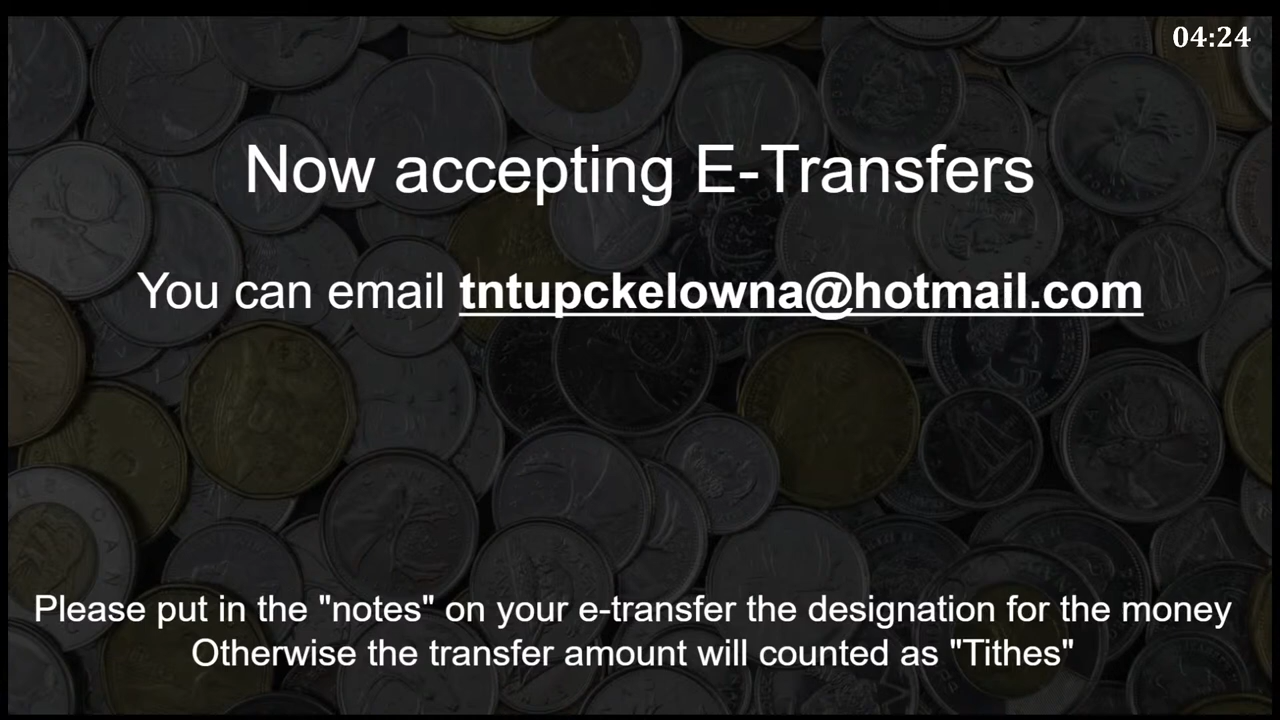 04:24
Now accepting E-Transfers
You can email tntupckelowna@hotmail.com
Please put in the "notes" on your e-transfer the designation for the money
Otherwise the transfer amount will counted as "Tithes"